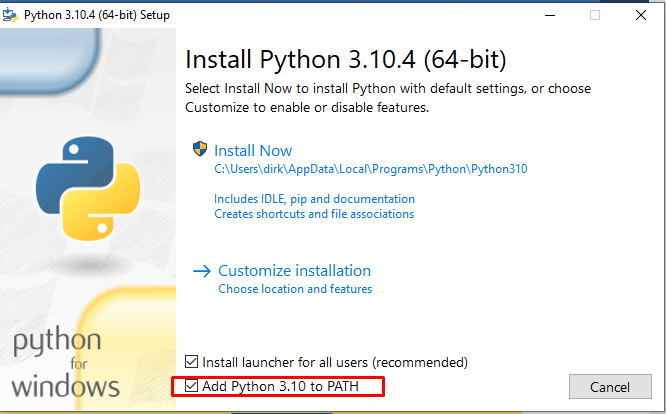 Python 3.10.4 (64-bit) Setup
Install Python 3.10.4 (64-bit)
Select Install Now to install Python with default settings, or choose
Customize to enable or disable features.
Install Now
C:\Users\dirk\AppData\Local\Programs\Python\Python310
Includes IDLE, pip and documentation
Creates shortcuts and file associations
Customize installation
Choose location and features
python
for
windows
Install launcher for all users (recommended)
Add Python 3.10 to PATH
Cancel